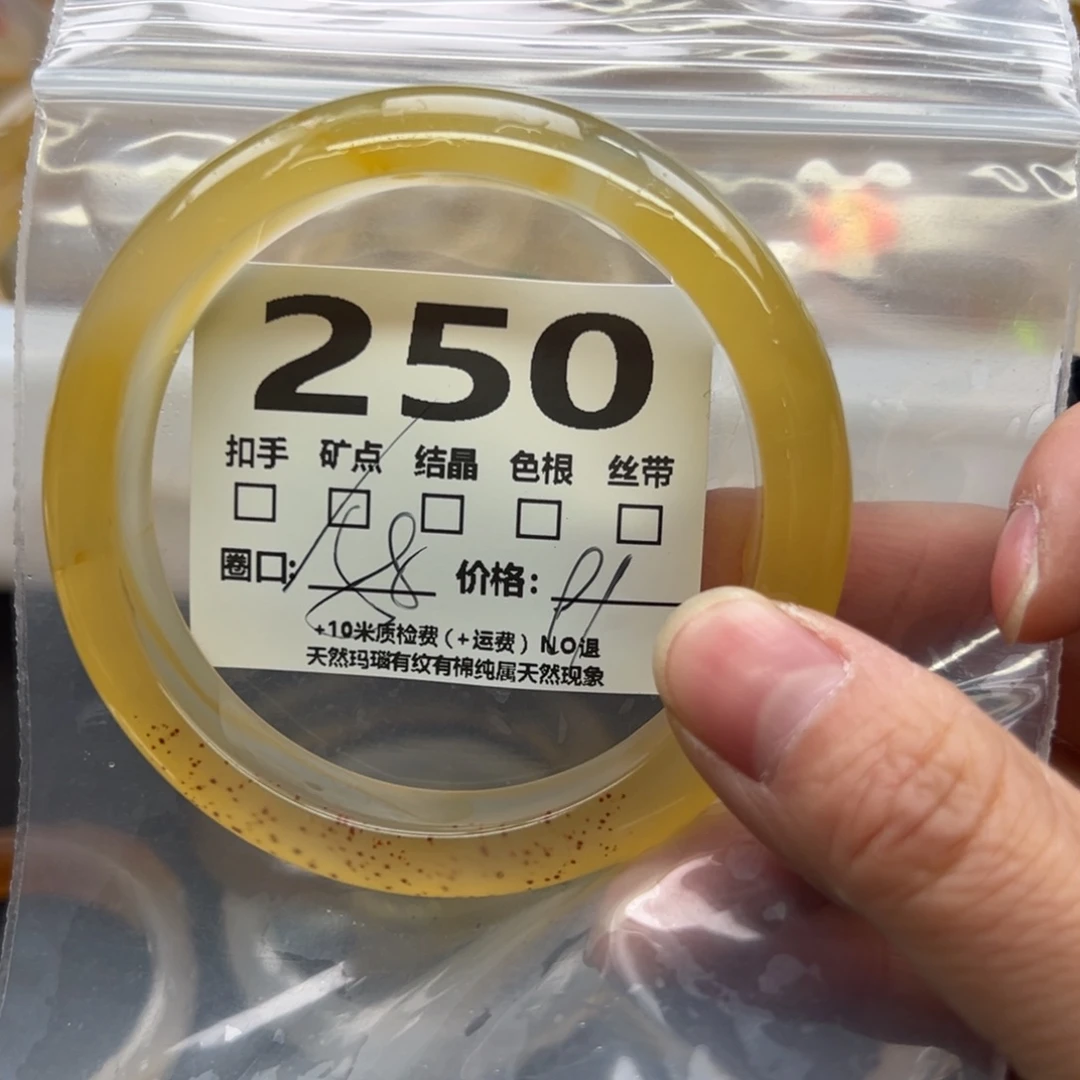 250
扣手 矿点 结晶 色根 丝带
圈口: 58 价格:
+10米质检费(+运费) NO退
天然玛瑙有纹有棉纯属天然现象